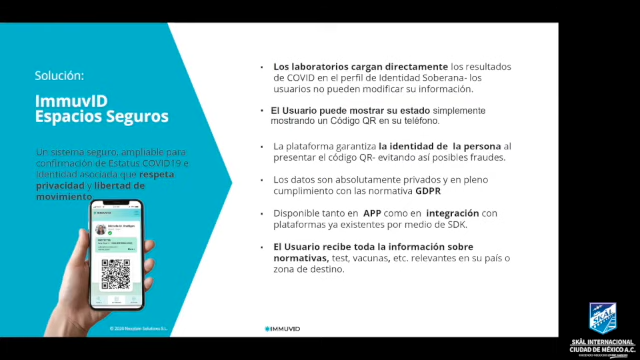 Solución:
ImmuvID
Espacios Seguros
Un sistema seguro, ampliable para
confirmación de Estatus COVID19 e
Identidad asociada que respeta
privacidad y libertad de
movimiento.
• Los laboratorios cargan directamente los resultados
de COVID en el perfil de Identidad Soberana- los
usuarios no pueden modificar su información.
• El Usuario puede mostrar su estado simplemente
mostrando un Código QR en su teléfono.
• La plataforma garantiza la identidad de la persona al
presentar el código QR- evitando así posibles fraudes.
• Los datos son absolutamente privados y en pleno
cumplimiento con las normativa GDPR
• Disponible tanto en APP como en integración con
plataformas ya existentes por medio de SDK.
• El Usuario recibe toda la información sobre
normativas, test, vacunas, etc. relevantes en su país o
zona de destino.
IMMUVID
SKÅL INTERNACIONAL
CIUDAD DE MÉXICO A.C.